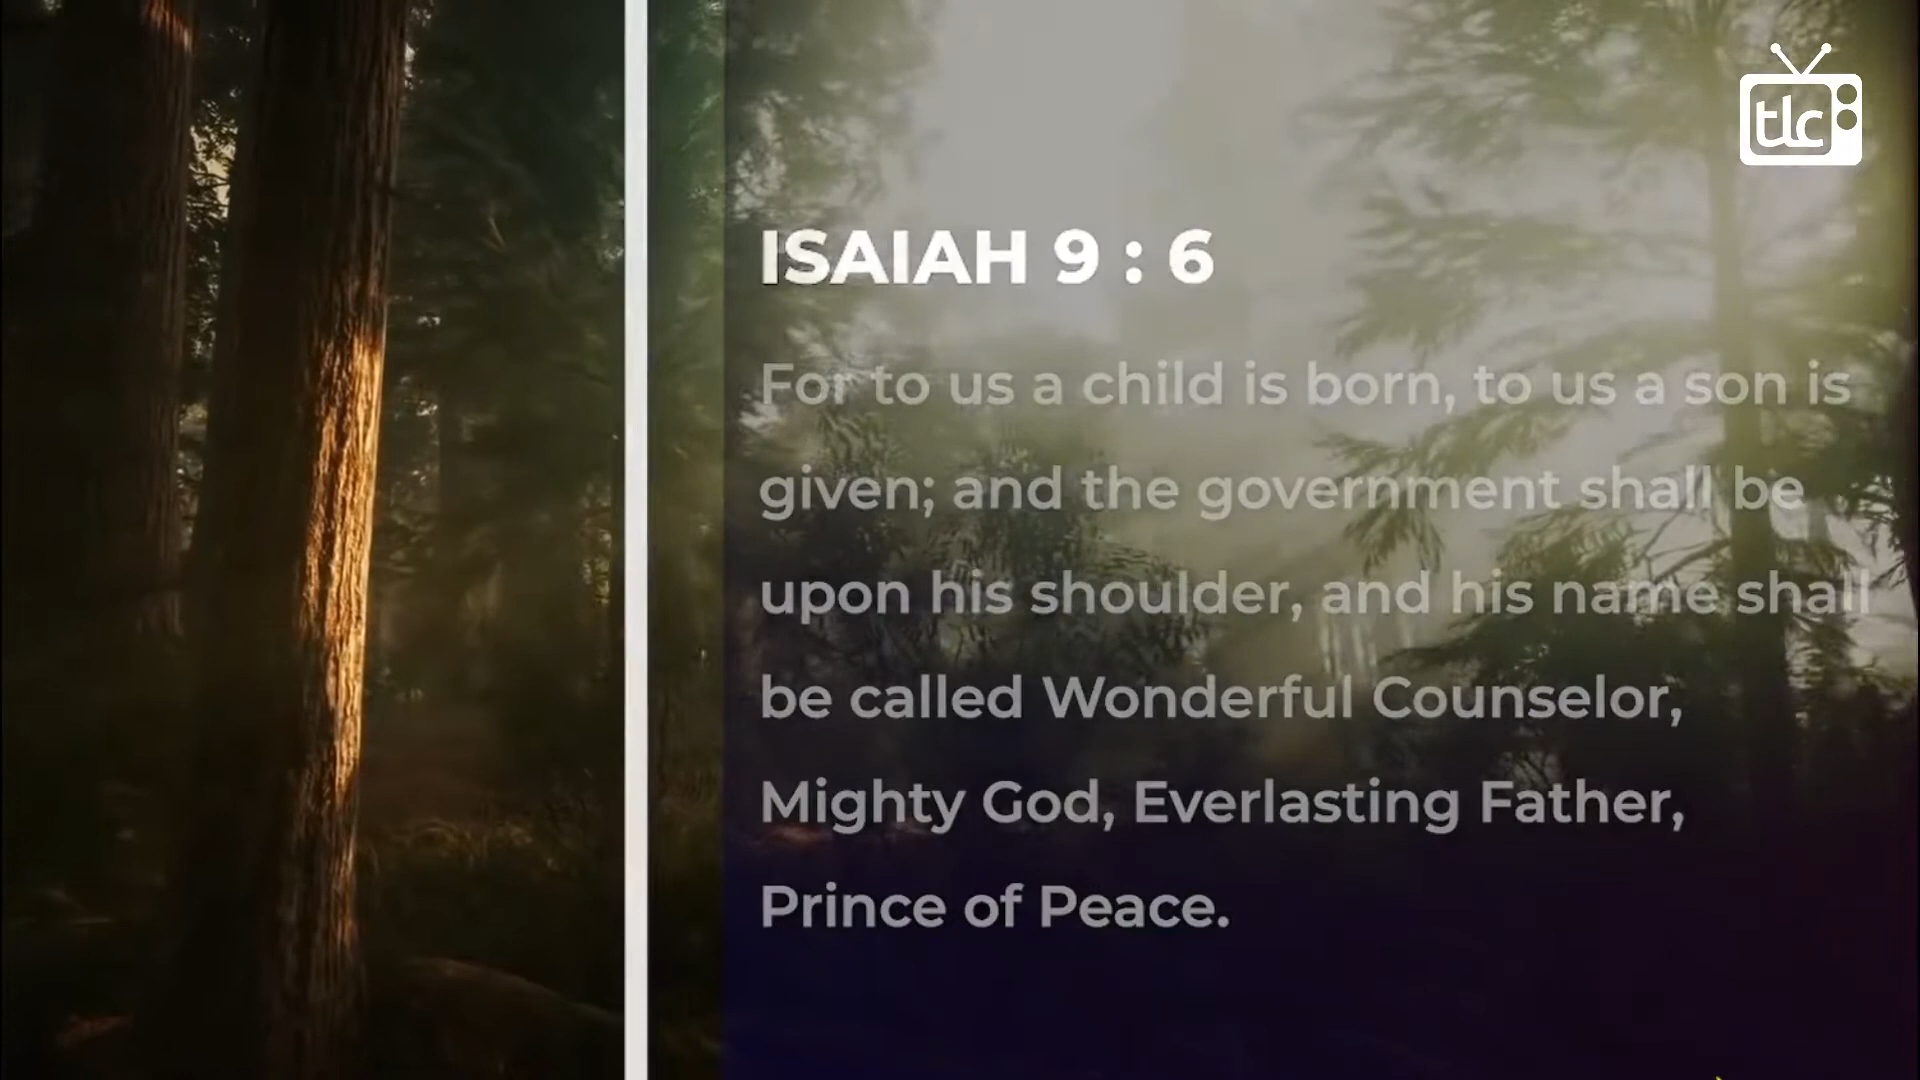 tlc
ISAIAH 9 : 6
For to us a child is born, to us a son is
given; and the government shall be
upon his shoulder, and his name shall
be called Wonderful Counselor,
Mighty God, Everlasting Father,
Prince of Peace.